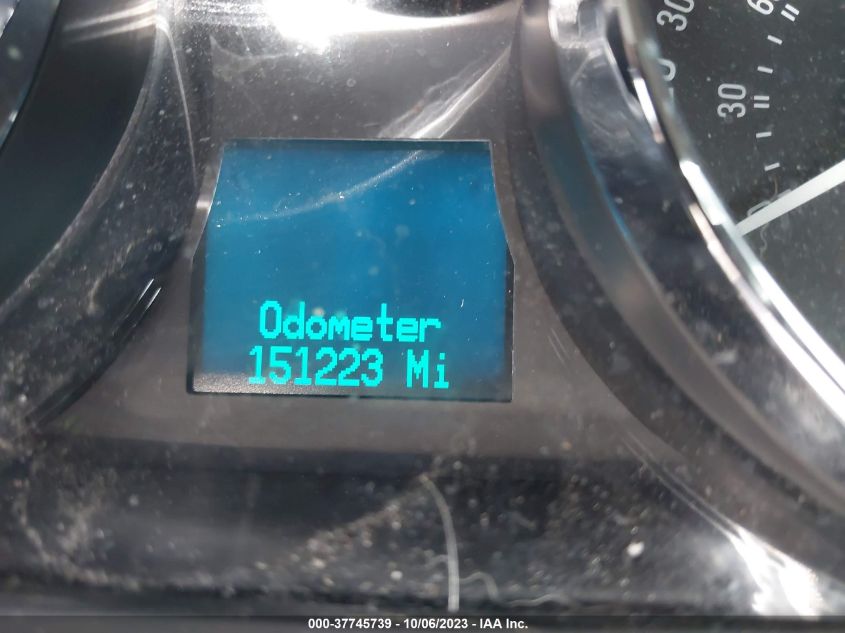 30
30
Odometer
151223 Mi
000-37745739 - 10/06/2023 - IAA Inc.